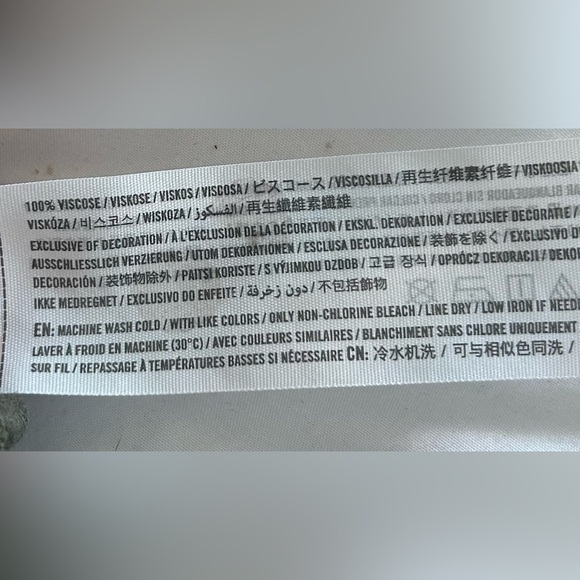 100% VISCOSE / VISKOSE / VISKOS / VISCOSA / ビスコース / VISCOSILLA / 再生纤维素纤维 / VISKOOSIA
VISKÓZA / 비스코스 / WISKOZA / الفسكوز / 再生纖維素纖維
EXCLUSIVE OF DECORATION / À L'EXCLUSION DE LA DÉCORATION / EKSKL. DEKORATION / EXCLUSIEF DECORATIE /
AUSSCHLIESSLICH VERZIERUNG / UTOM DEKORATIONEN / ESCLUSA DECORAZIONE / 装飾を除く / EXCLUSIVO
DECORACIÓN / 装饰物除外 / PAITSI KORISTE / S VÝJIMKOU OZDOB / 고급 장식 / OPRÓCZ DEKORACJI /
IKKE MEDREGNET / EXCLUSIVO DO ENFEITE / دون زخرفة / 不包括飾物
EN: MACHINE WASH COLD / WITH LIKE COLORS / ONLY NON-CHLORINE BLEACH / LINE DRY / LOW IRON IF
LAVER À FROID EN MACHINE (30°C) / AVEC COULEURS SIMILAIRES / BLANCHIMENT SANS CHLORE UNIQUEMENT
SUR FIL / REPASSAGE À TEMPÉRATURES BASSES SI NÉCESSAIRE CN: 冷水机洗 / 可与相似色同洗 /